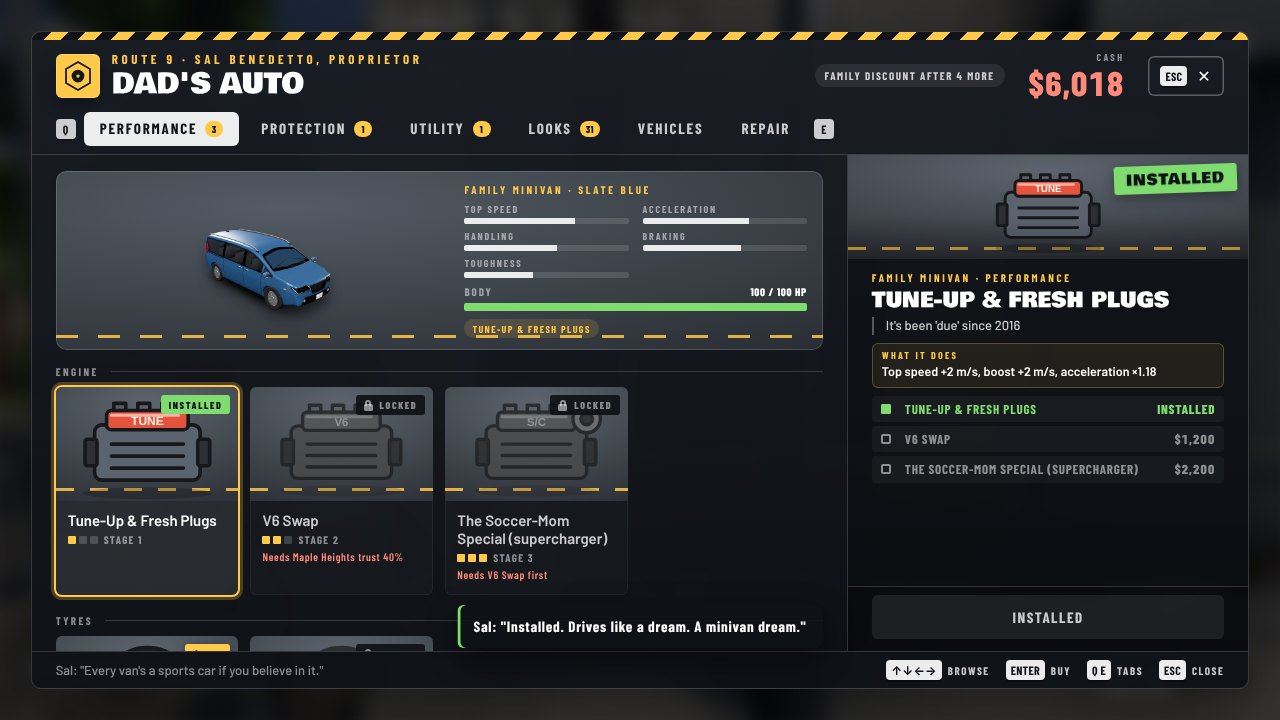 ROUTE 9 · SAL BENEDETTO, PROPRIETOR
DAD'S AUTO
FAMILY DISCOUNT AFTER 4 MORE
CASH
$6,018
ESC ✕
Q PERFORMANCE 3 PROTECTION 1 UTILITY 1 LOOKS 31 VEHICLES REPAIR E
FAMILY MINIVAN · SLATE BLUE
TOP SPEED ACCELERATION
HANDLING BRAKING
TOUGHNESS
BODY 100 / 100 HP
TUNE-UP & FRESH PLUGS
ENGINE
TUNE INSTALLED
Tune-Up & Fresh Plugs
STAGE 1
V6 LOCKED
V6 Swap
STAGE 2
Needs Maple Heights trust 40%
S/C LOCKED
The Soccer-Mom
Special (supercharger)
STAGE 3
Needs V6 Swap first
TYRES
TUNE
INSTALLED
FAMILY MINIVAN · PERFORMANCE
TUNE-UP & FRESH PLUGS
It's been 'due' since 2016
WHAT IT DOES
Top speed +2 m/s, boost +2 m/s, acceleration ×1.18
TUNE-UP & FRESH PLUGS INSTALLED
V6 SWAP $1,200
THE SOCCER-MOM SPECIAL (SUPERCHARGER) $2,200
INSTALLED
Sal: "Installed. Drives like a dream. A minivan dream."
Sal: "Every van's a sports car if you believe in it."
↑↓←→ BROWSE ENTER BUY Q E TABS ESC CLOSE